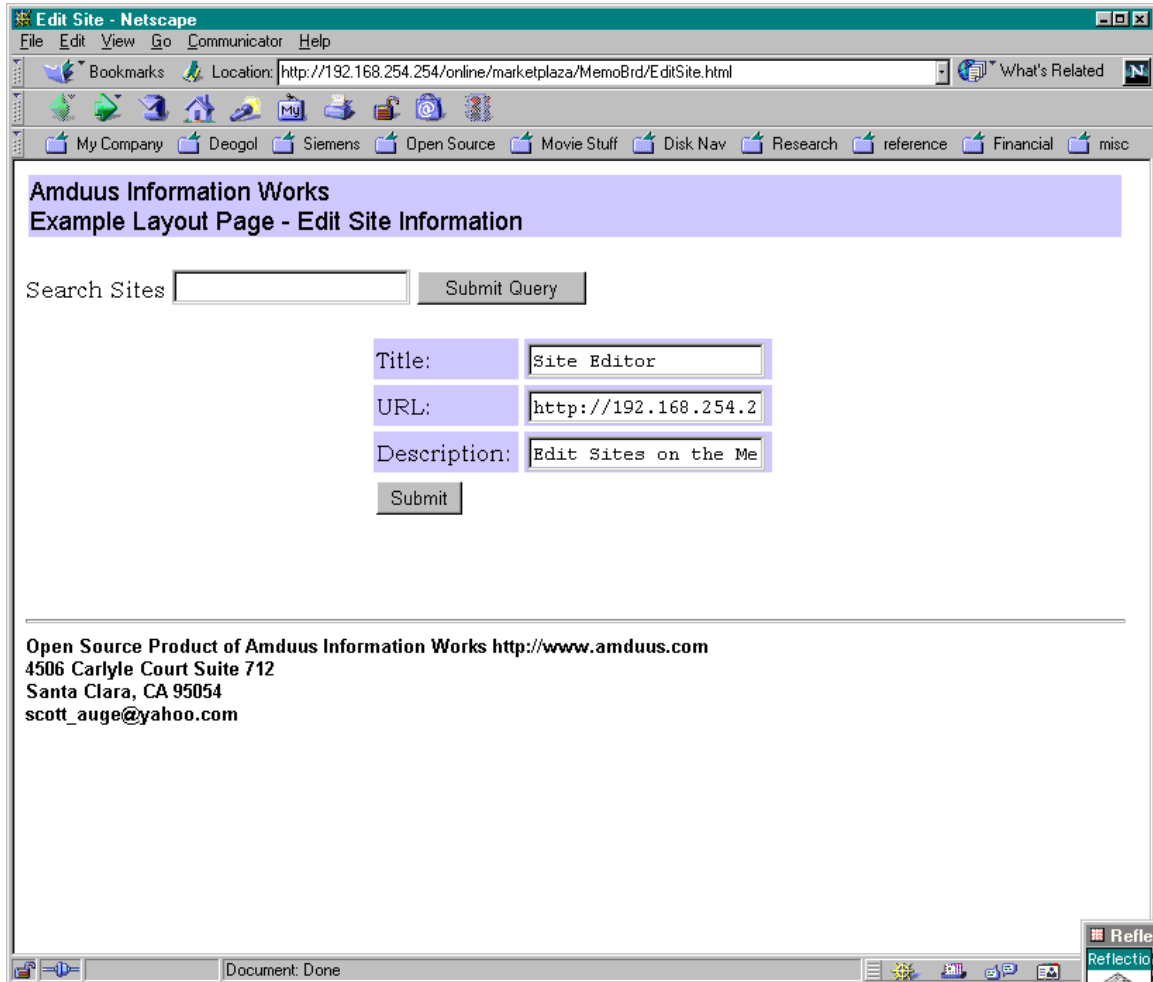 Edit Site - Netscape
File Edit View Go Communicator Help
Bookmarks Location: http://192.168.254.254/online/marketplaza/MemoBrd/EditSite.html What's Related N
My
My Company Deogol Siemens Open Source Movie Stuff Disk Nav Research reference Financial misc
Amduus Information Works
Example Layout Page - Edit Site Information
Search Sites Submit Query
Title: Site Editor
URL: http://192.168.254.2
Description: Edit Sites on the Me
Submit
Open Source Product of Amduus Information Works http://www.amduus.com
4506 Carlyle Court Suite 712
Santa Clara, CA 95054
scott_auge@yahoo.com
Refle
Reflectio
Document: Done